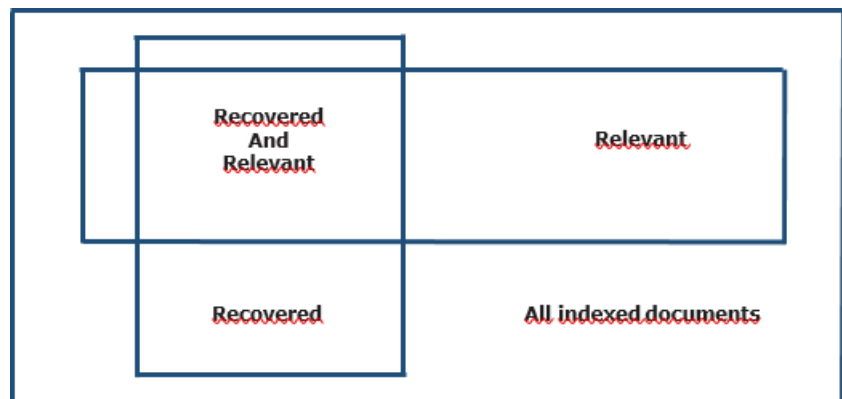 Recovered
And
Relevant
Relevant
Recovered
All indexed documents